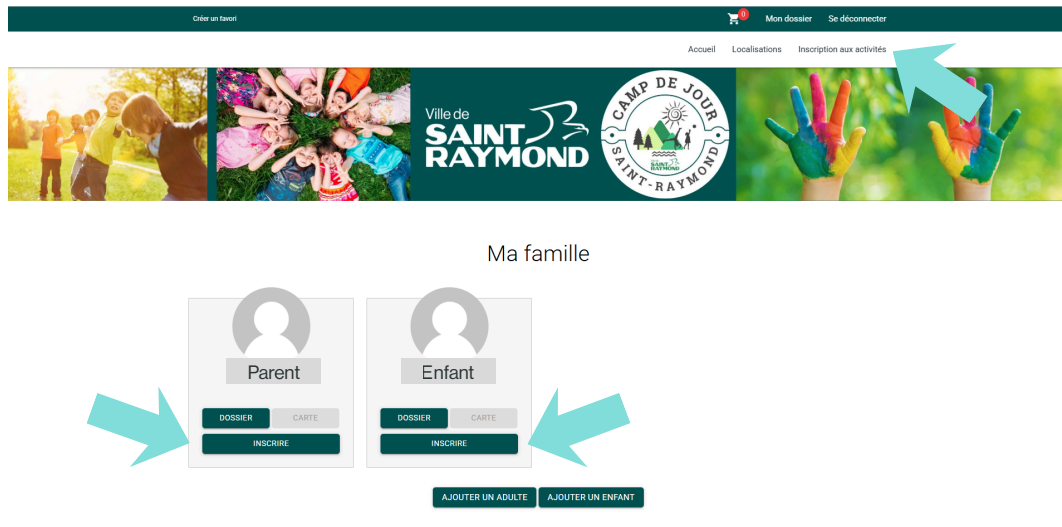 Créer un favori
0
Mon dossier
Se déconnecter
Accueil
Localisations
Inscription aux activités
Ville de
SAINT
RAYMOND
CAMP DE JOUR
SAINT-RAYMOND
SAINT
RAYMOND
Ma famille
Parent
Enfant
DOSSIER
CARTE
DOSSIER
CARTE
INSCRIRE
INSCRIRE
AJOUTER UN ADULTE
AJOUTER UN ENFANT